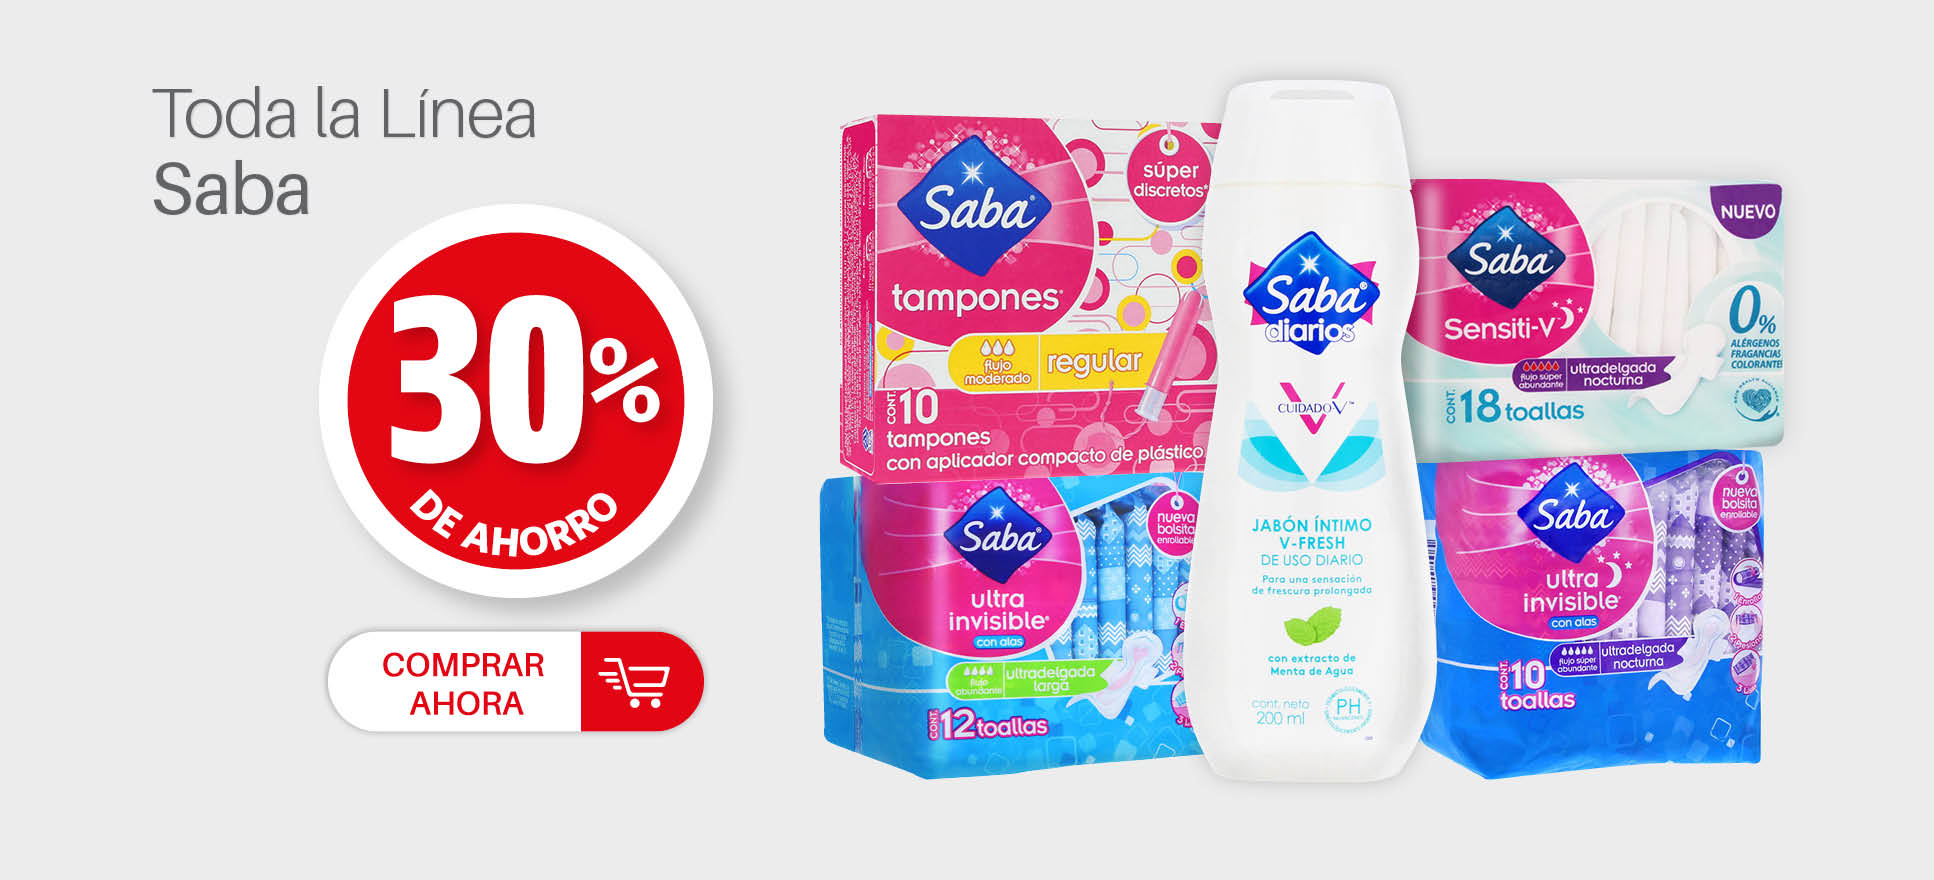 Toda la Línea
Saba
30%
DE AHORRO
COMPRAR
AHORA
Saba
tampones
súper
discretos*
flujo
moderado
regular
CONT. 10
tampones
con aplicador compacto de plástico
Saba
ultra
invisible
con alas
nueva
bolsita
enrollable
flujo
abundante
ultradelgada
larga
CONT. 12 toallas
Saba
diarios
CUIDADO V
JABÓN ÍNTIMO
V-FRESH
DE USO DIARIO
Para una sensación
de frescura prolongada
con extracto de
Menta de Agua
cont. neto
200 ml
PH
Saba
Sensiti-V
NUEVO
0%
ALÉRGENOS
FRAGANCIAS
COLORANTE
flujo súper
abundante
ultradelgada
nocturna
CONT. 18 toallas
Saba
ultra
invisible
con alas
nueva
bolsita
enrollable
flujo súper
abundante
ultradelgada
nocturna
CONT. 10
toallas